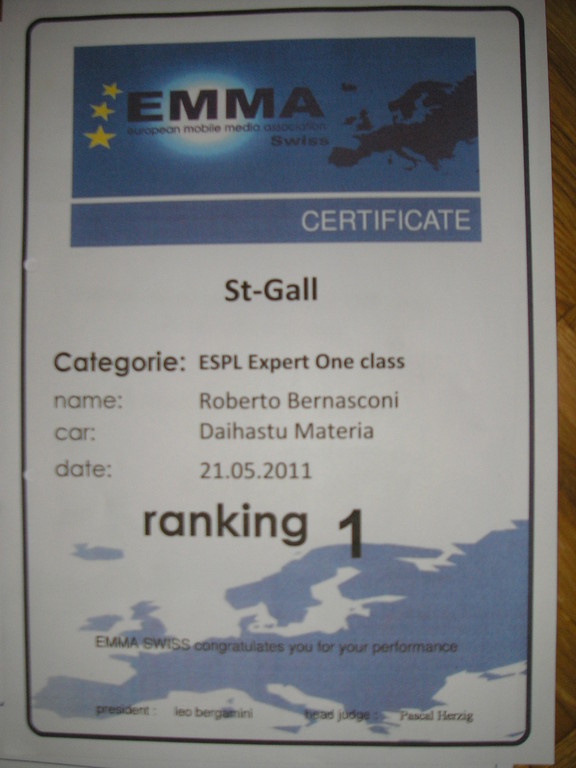 EMMA
european mobile media association
Swiss
CERTIFICATE
St-Gall
Categorie: ESPL Expert One class
name: Roberto Bernasconi
car: Daihastu Materia
date: 21.05.2011
ranking 1
EMMA SWISS congratulates you for your performance
president : leo bergamini head judge : Pascal Herzig